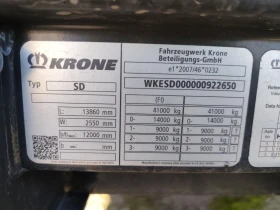 KRONE
Fahrzeugwerk Krone
Beteiligungs-GmbH
e1*2007/46*0232
Typ SD
WKESD000000922650
(FI)
L: 13860 mm
W: 2550 mm
12000 mm
41000 kg 41000 kg
0- 14000 kg 0- 14000 kg
1- 9000 kg 1- 9000 kg
2- 9000 kg 2- 9000 kg
3- 9000 kg 3- 9000 kg